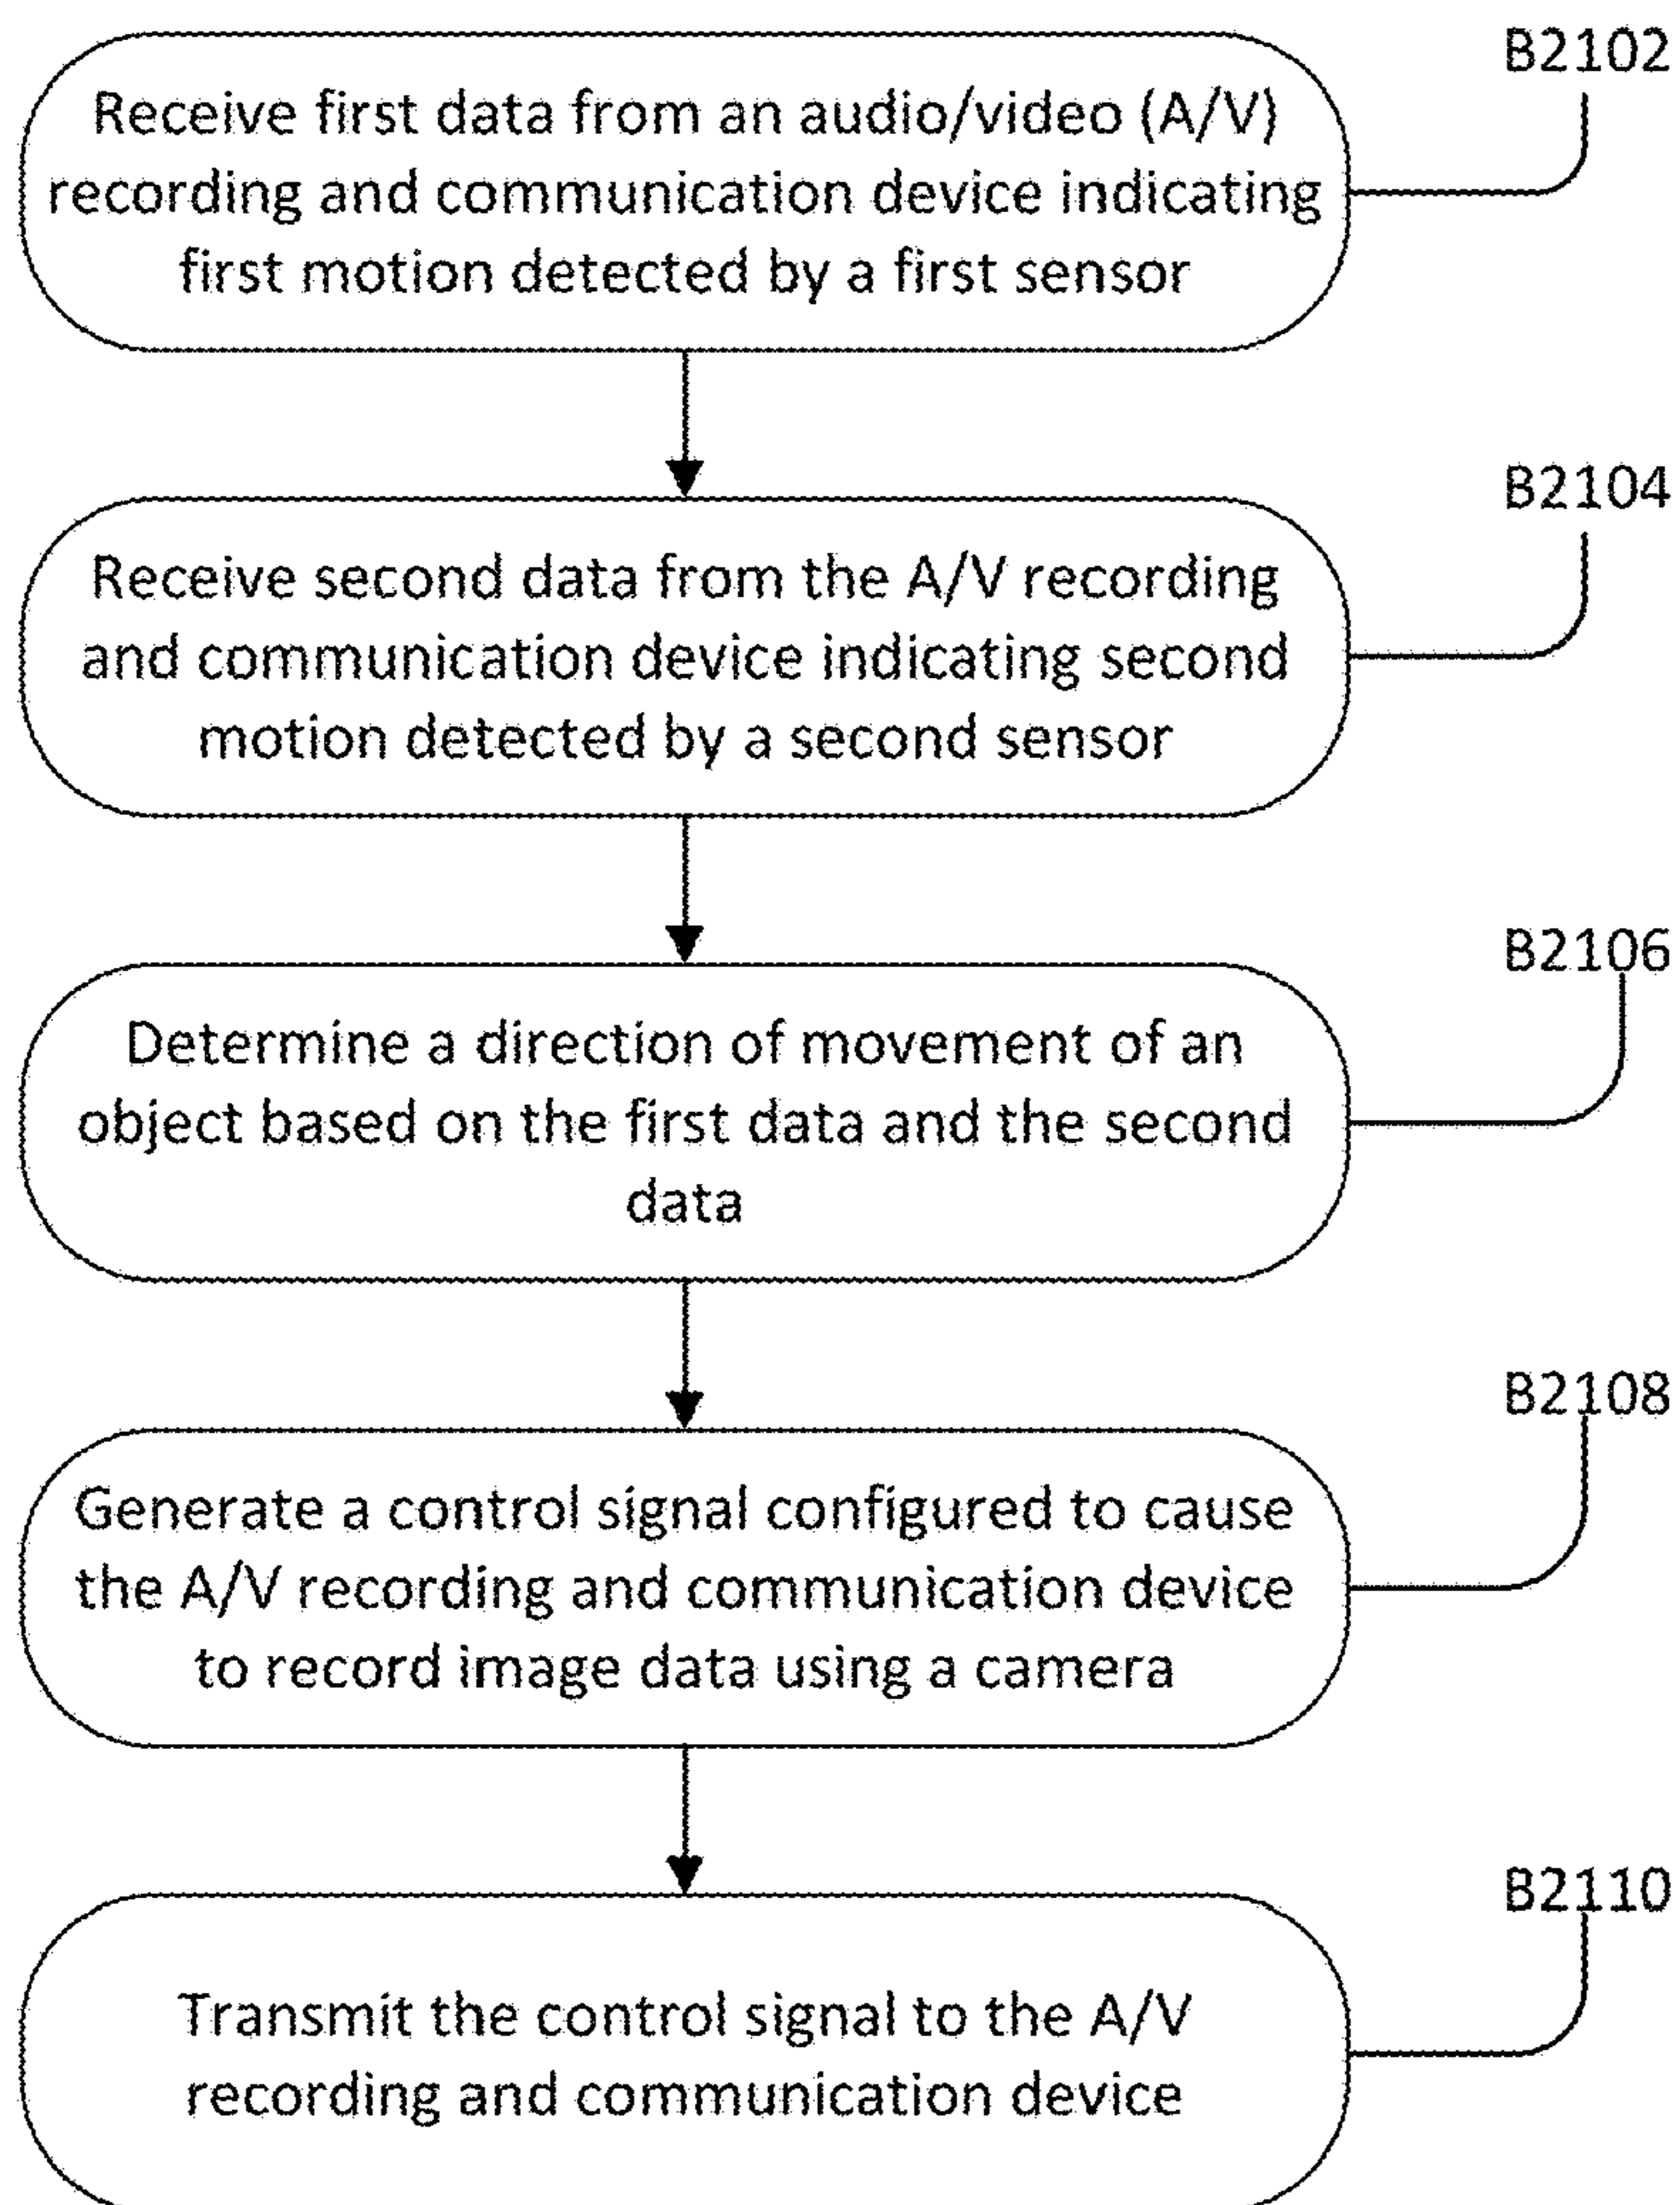 B2102
Receive first data from an audio/video (A/V)
recording and communication device indicating
first motion detected by a first sensor
B2104
Receive second data from the A/V recording
and communication device indicating second
motion detected by a second sensor
B2106
Determine a direction of movement of an
object based on the first data and the second
data
B2108
Generate a control signal configured to cause
the A/V recording and communication device
to record image data using a camera
B2110
Transmit the control signal to the A/V
recording and communication device